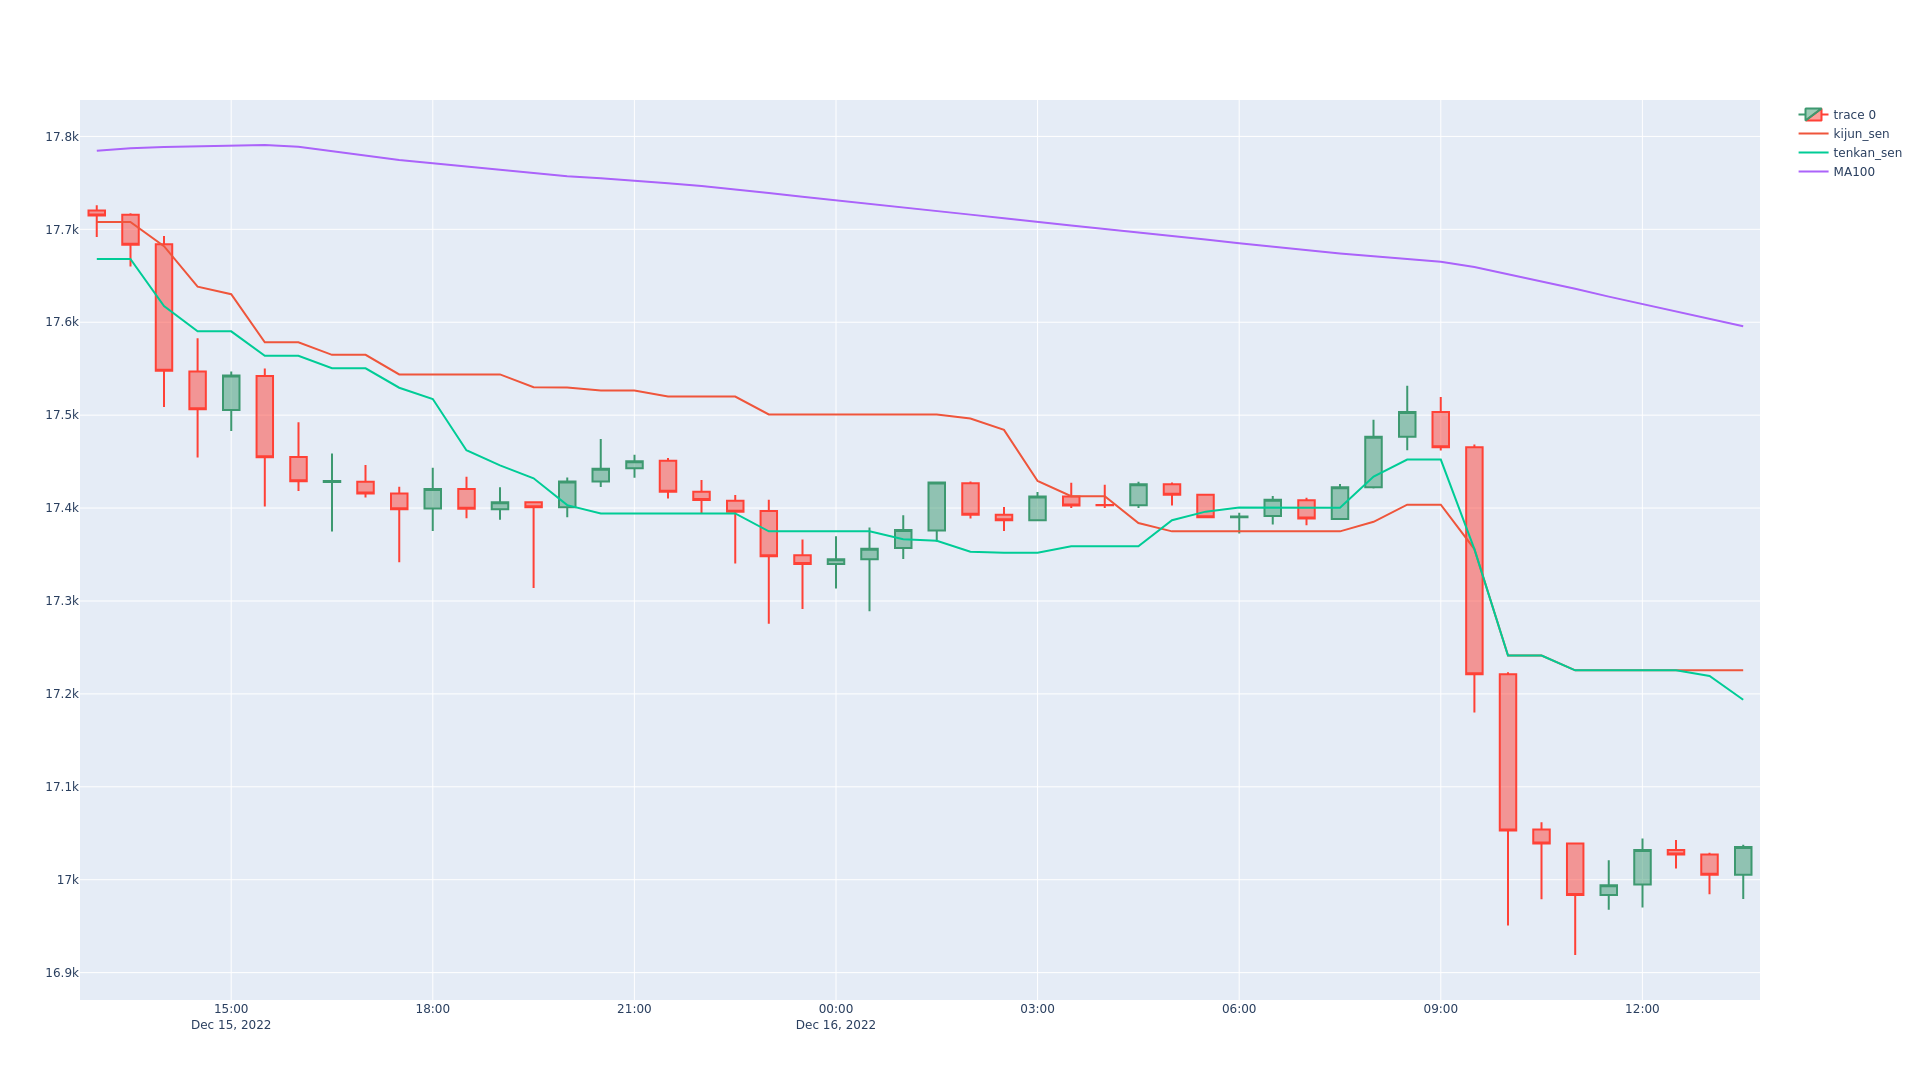 17.8k
17.7k
17.6k
17.5k
17.4k
17.3k
17.2k
17.1k
17k
16.9k
15:00
Dec 15, 2022
18:00
21:00
00:00
Dec 16, 2022
03:00
06:00
09:00
12:00
trace 0
kijun_sen
tenkan_sen
MA100